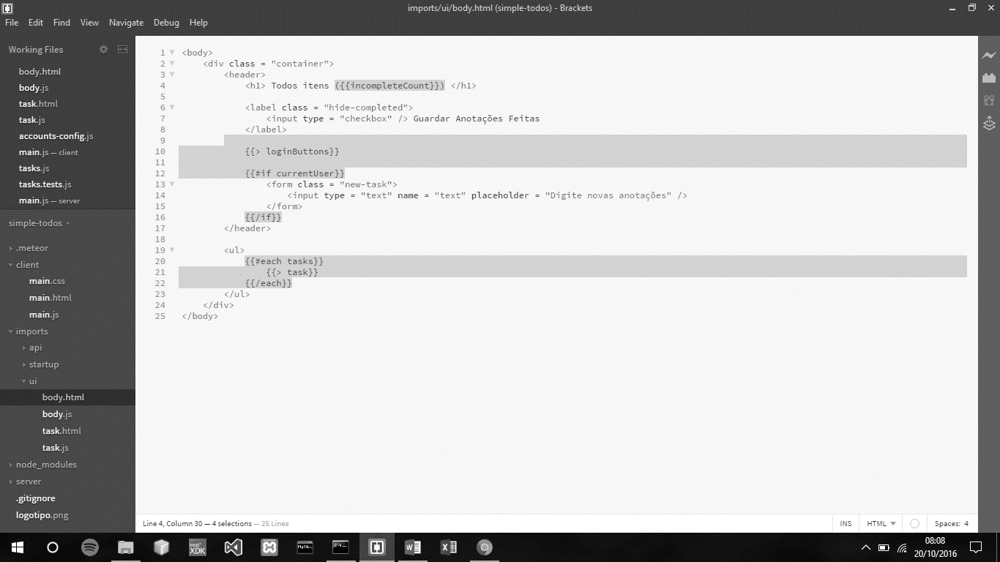 imports/ui/body.html (simple-todos) - Brackets
File Edit Find View Navigate Debug Help
Working Files
body.html
body.js
task.html
task.js
accounts-config.js
main.js — client
tasks.js
tasks.tests.js
main.js — server
simple-todos
.meteor
client
main.css
main.html
main.js
imports
api
startup
ui
body.html
body.js
task.html
task.js
node_modules
server
.gitignore
logotipo.png
1 <body>
2 <div class = "container">
3 <header>
4 <h1> Todos itens ({{incompleteCount}}) </h1>
5
6 <label class = "hide-completed">
7 <input type = "checkbox" /> Guardar Anotações Feitas
8 </label>
9
10 {{> loginButtons}}
11
12 {{#if currentUser}}
13 <form class = "new-task">
14 <input type = "text" name = "text" placeholder = "Digite novas anotações" />
15 </form>
16 {{/if}}
17 </header>
18
19 <ul>
20 {{#each tasks}}
21 {{> task}}
22 {{/each}}
23 </ul>
24 </div>
25 </body>
Line 4, Column 30 — 4 selections — 25 Lines
INS HTML Spaces: 4
intel XDK
MySQL
08:08
20/10/2016